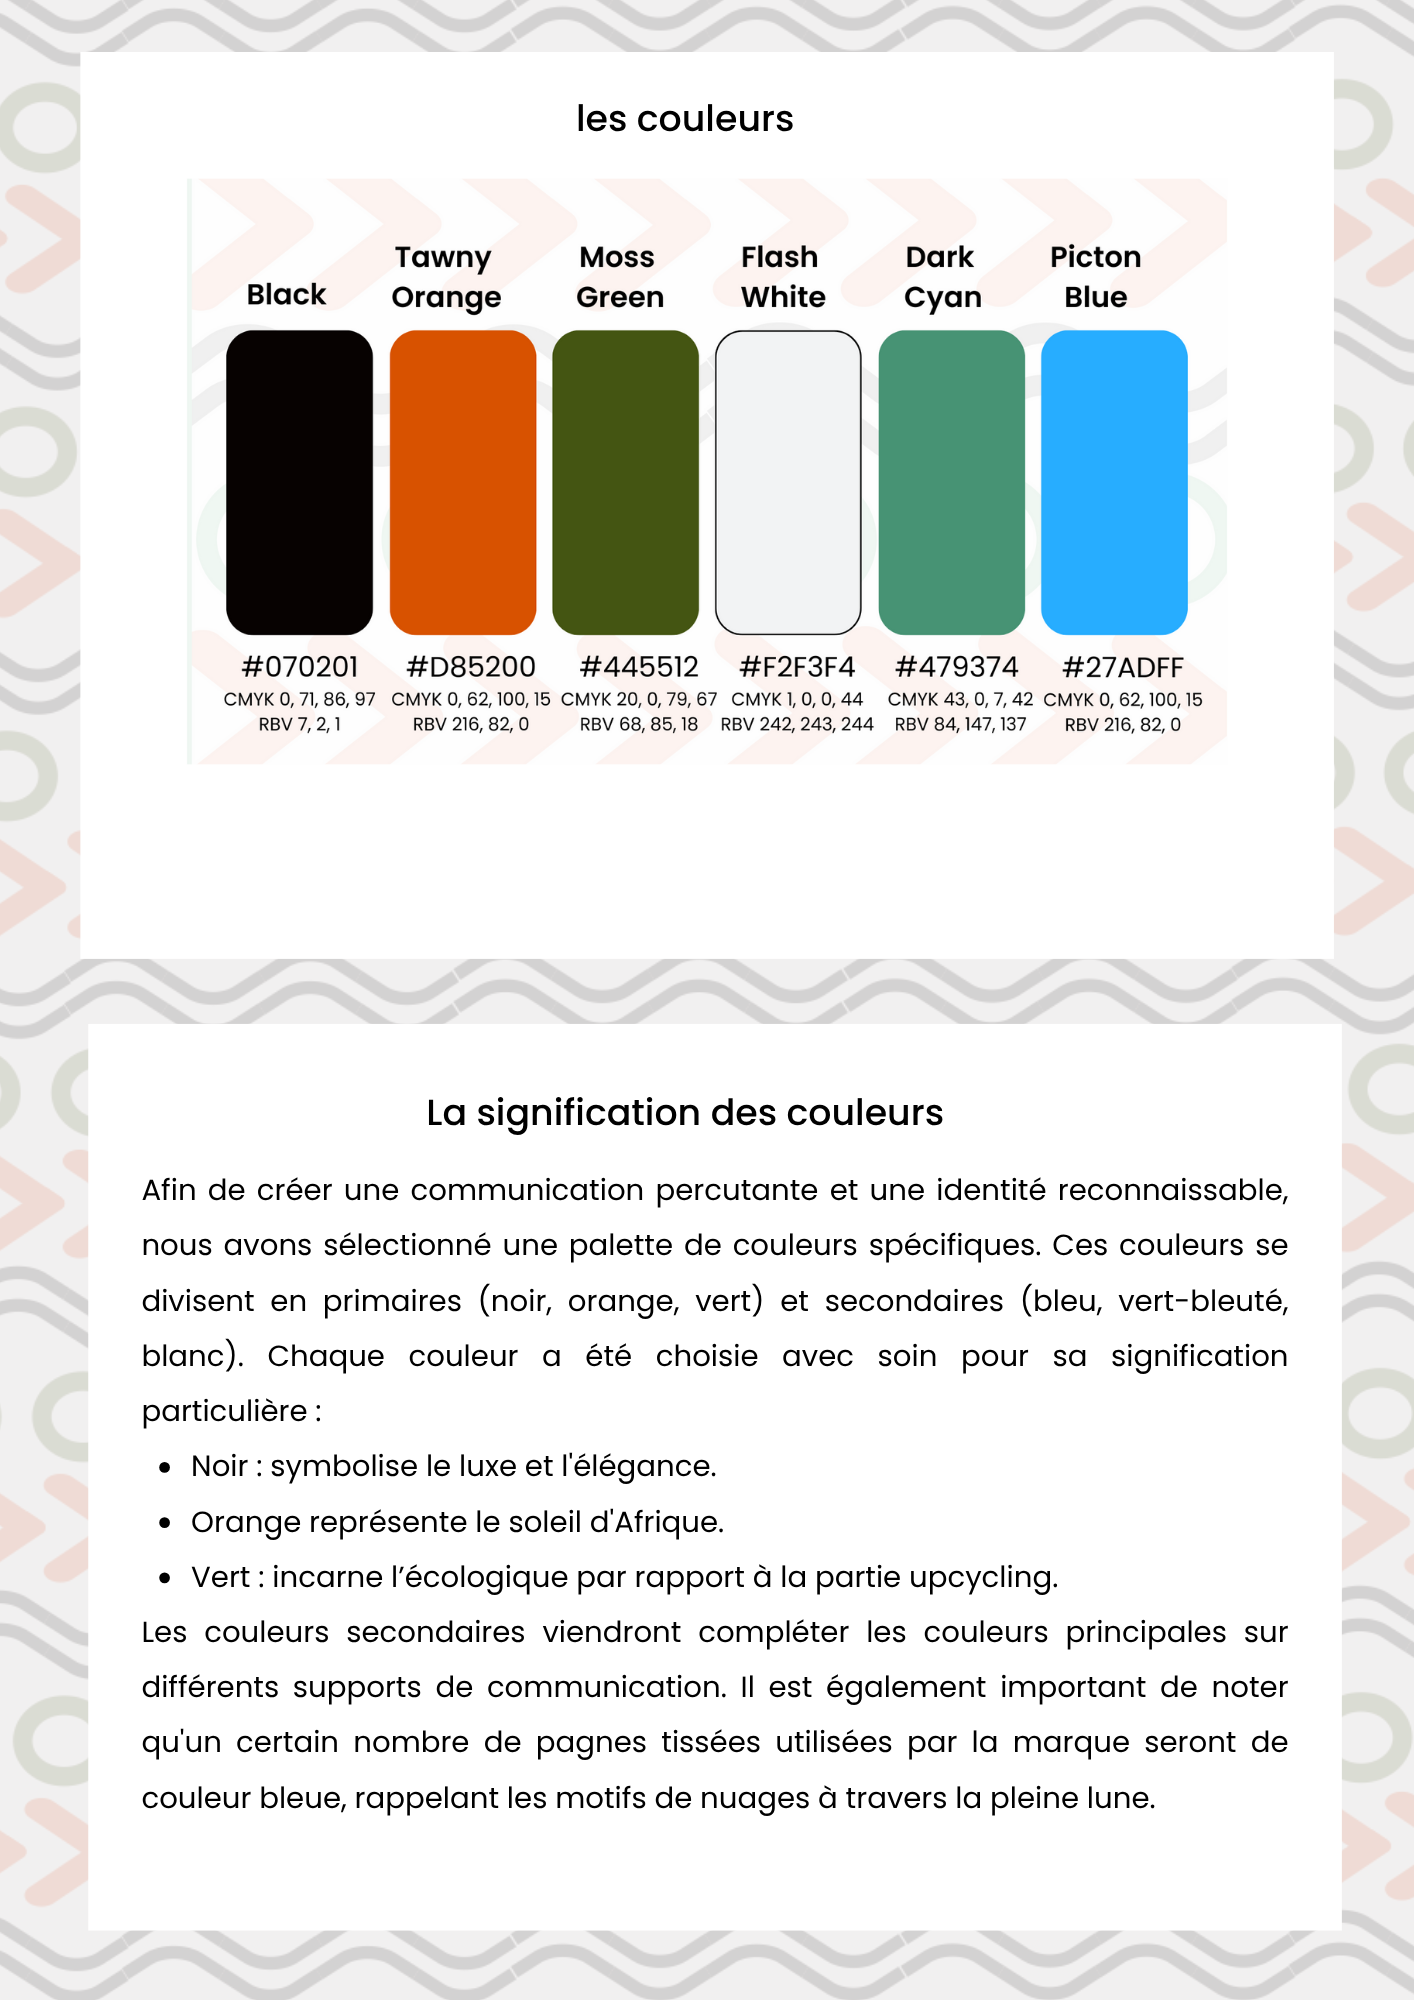 les couleurs
Black
Tawny
Orange
Moss
Green
Flash
White
Dark
Cyan
Picton
Blue
#070201
CMYK 0, 71, 86, 97
RBV 7, 2, 1
#D85200
CMYK 0, 62, 100, 15
RBV 216, 82, 0
#445512
CMYK 20, 0, 79, 67
RBV 68, 85, 18
#F2F3F4
CMYK 1, 0, 0, 44
RBV 242, 243, 244
#479374
CMYK 43, 0, 7, 42
RBV 84, 147, 137
#27ADFF
CMYK 0, 62, 100, 15
RBV 216, 82, 0
La signification des couleurs
Afin de créer une communication percutante et une identité reconnaissable,
nous avons sélectionné une palette de couleurs spécifiques. Ces couleurs se
divisent en primaires (noir, orange, vert) et secondaires (bleu, vert-bleuté,
blanc). Chaque couleur a été choisie avec soin pour sa signification
particulière :
• Noir : symbolise le luxe et l'élégance.
• Orange représente le soleil d'Afrique.
• Vert : incarne l’écologique par rapport à la partie upcycling.
Les couleurs secondaires viendront compléter les couleurs principales sur
différents supports de communication. Il est également important de noter
qu'un certain nombre de pagnes tissées utilisées par la marque seront de
couleur bleue, rappelant les motifs de nuages à travers la pleine lune.